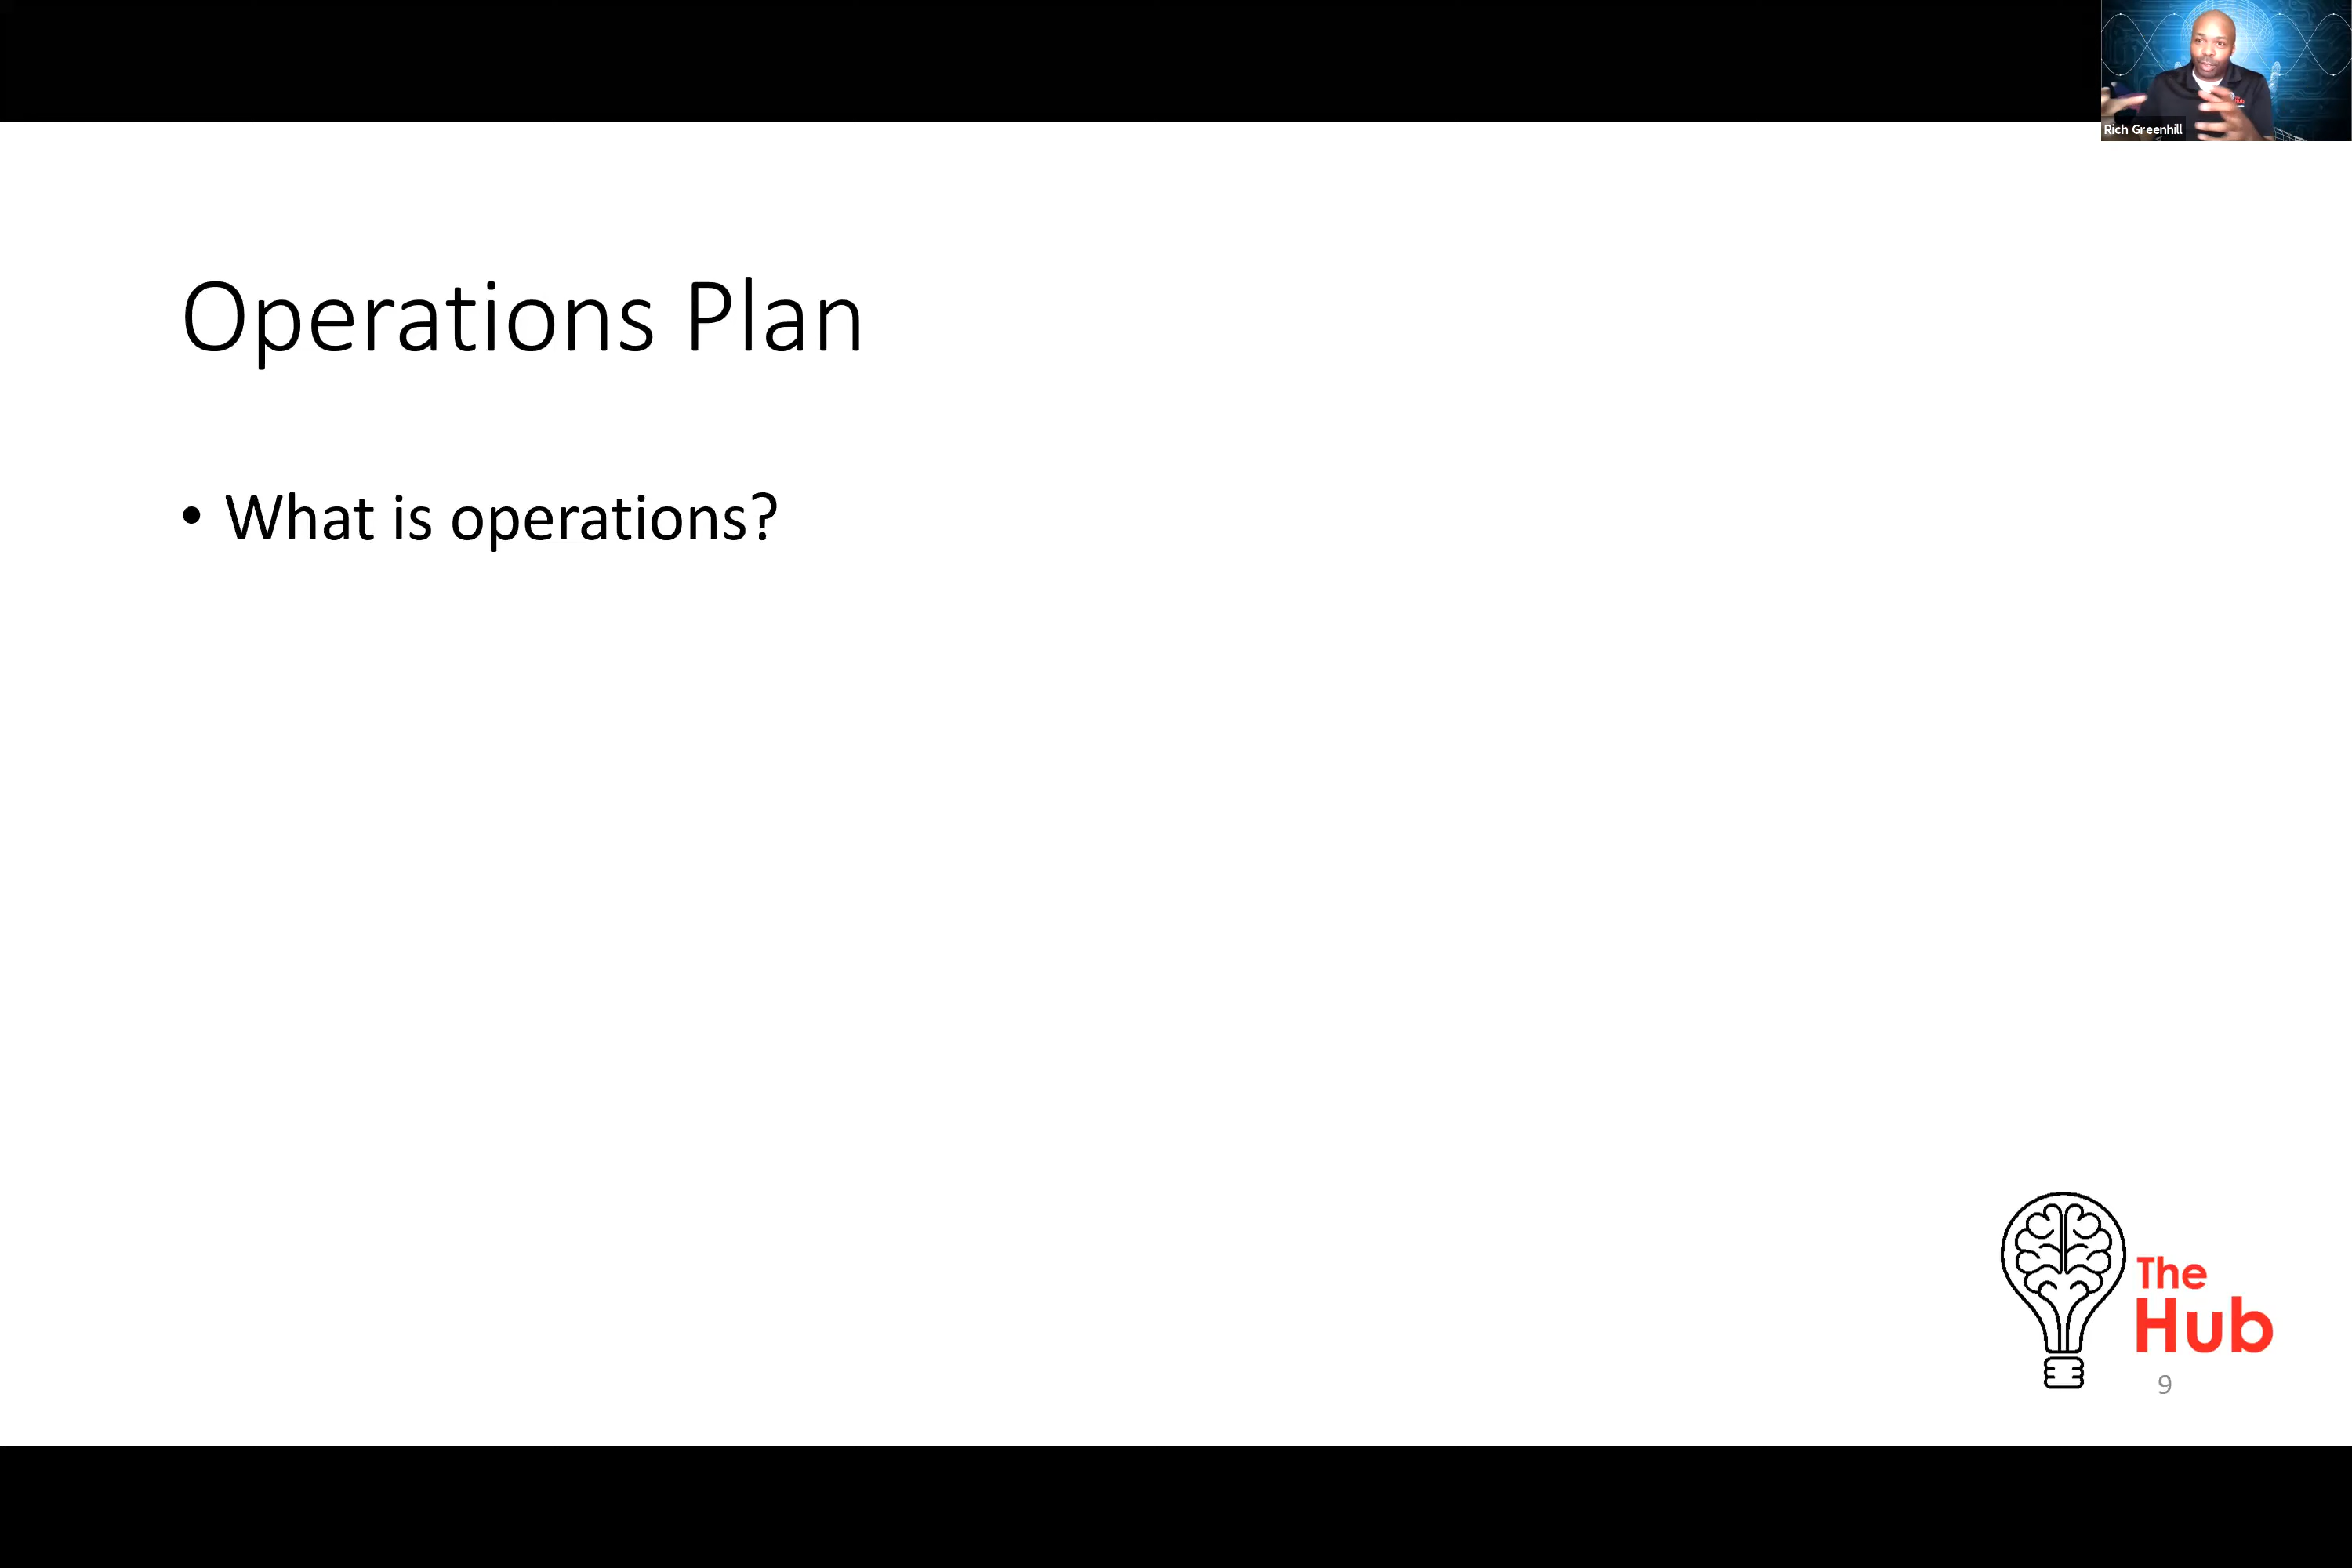 Rich Greenhill
Operations Plan
• What is operations?
The
Hub
9